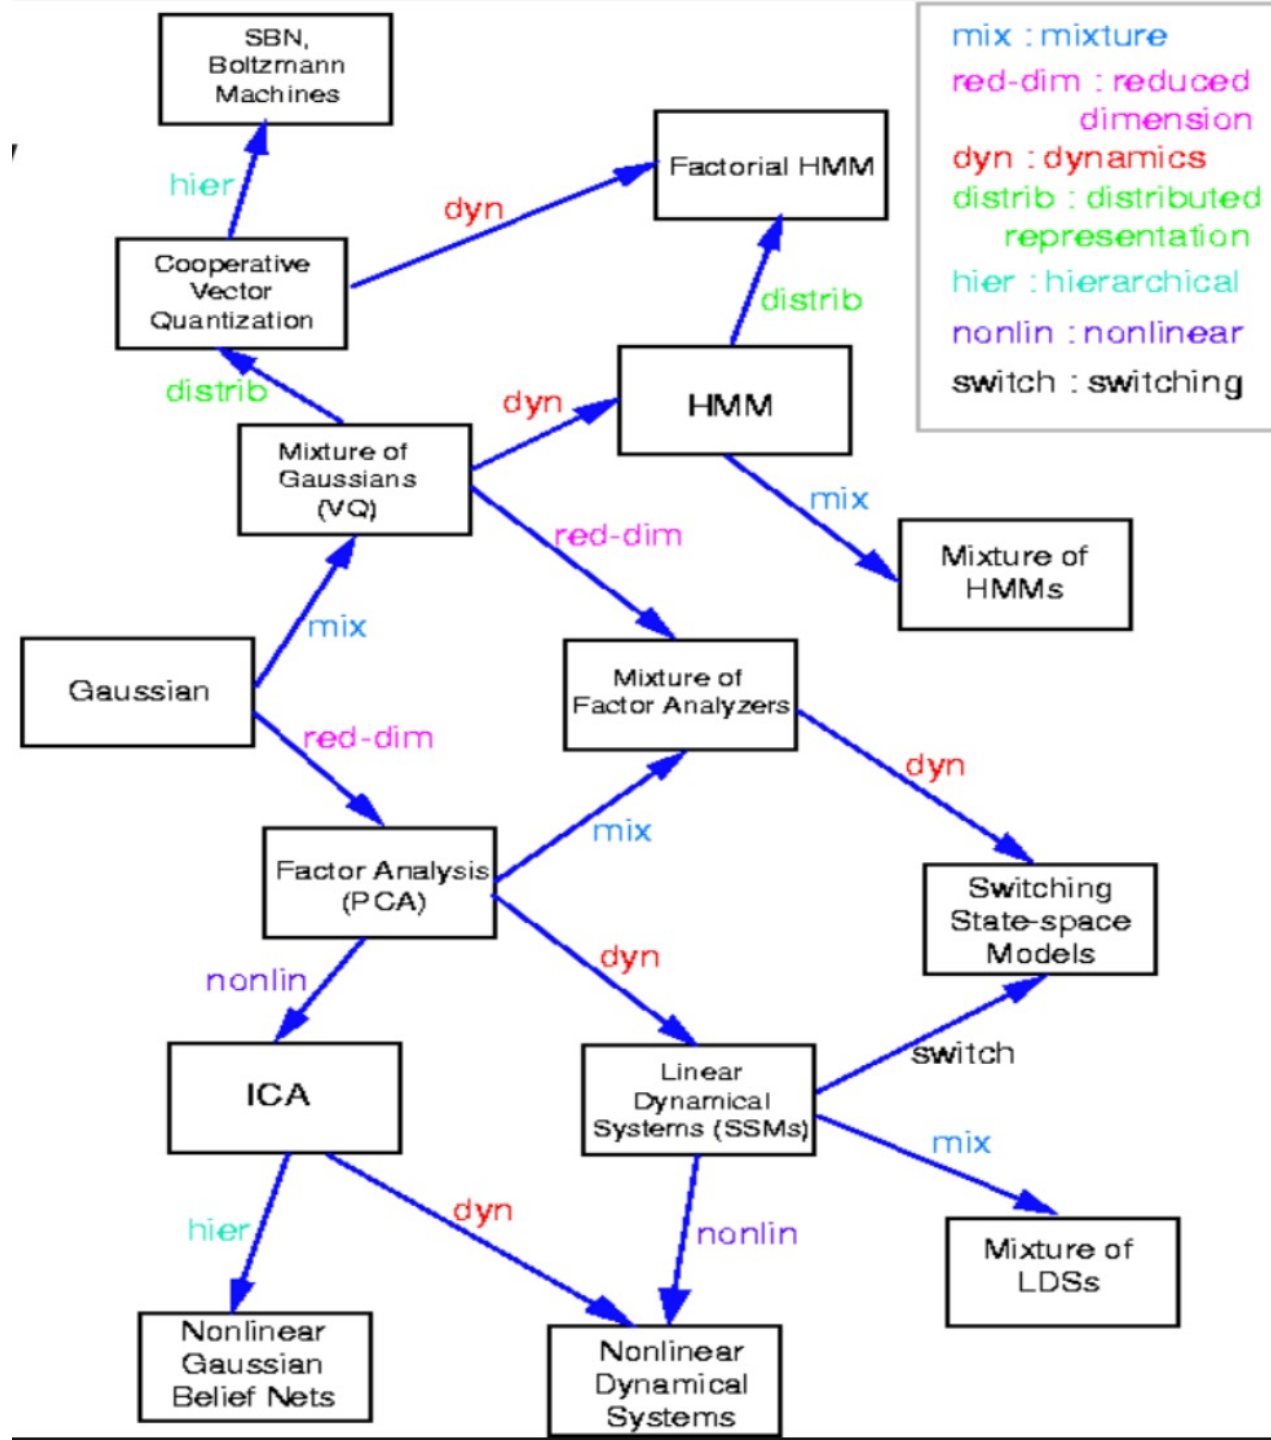 SBN,
Boltzmann
Machines
mix : mixture
red-dim : reduced
dimension
dyn : dynamics
distrib : distributed
representation
hier : hierarchical
nonlin : nonlinear
switch : switching
Factorial HMM
hier
dyn
Cooperative
Vector
Quantization
distrib
distrib
dyn
HMM
Mixture of
Gaussians
(VQ)
mix
red-dim
Mixture of
HMMs
mix
Gaussian
Mixture of
Factor Analyzers
red-dim
dyn
mix
Factor Analysis
(PCA)
Switching
State-space
Models
dyn
nonlin
switch
ICA
Linear
Dynamical
Systems (SSMs)
mix
hier
dyn
nonlin
Mixture of
LDSs
Nonlinear
Gaussian
Belief Nets
Nonlinear
Dynamical
Systems